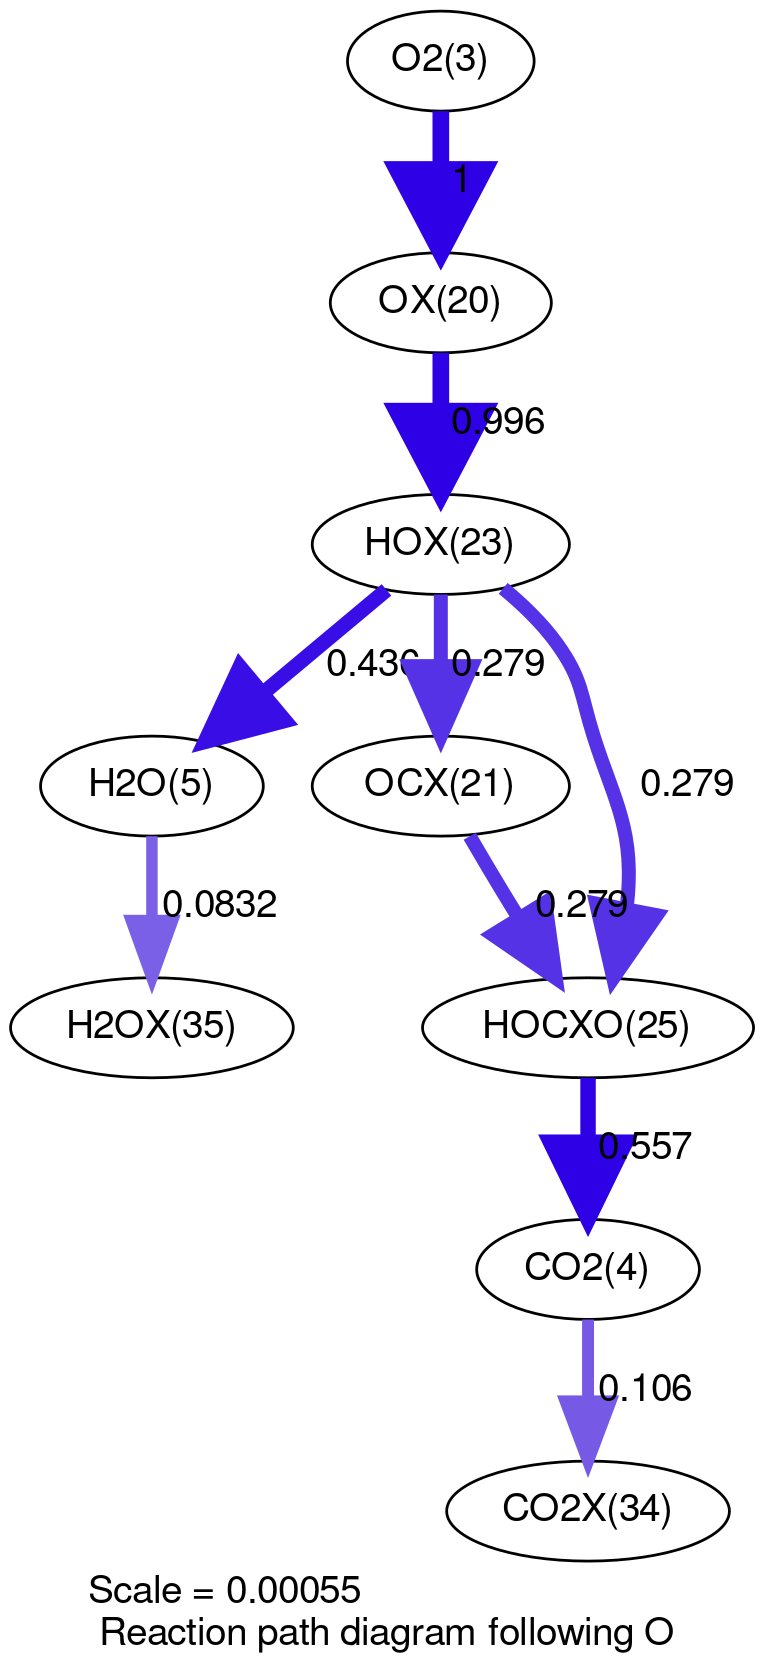 O2(3)
1
OX(20)
0.996
HOX(23)
0.279
H2O(5)
OCX(21)
0.279
0.0832
0.279
H2OX(35)
HOCXO(25)
0.557
CO2(4)
0.106
CO2X(34)
Scale = 0.00055
Reaction path diagram following O